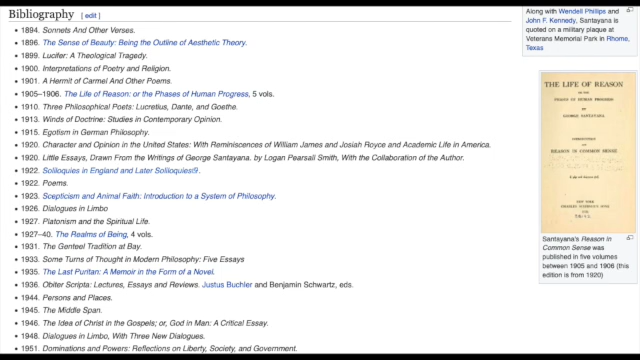 Bibliography [ edit ]
1894. Sonnets And Other Verses.
1896. The Sense of Beauty: Being the Outline of Aesthetic Theory.
1899. Lucifer: A Theological Tragedy.
1900. Interpretations of Poetry and Religion.
1901. A Hermit of Carmel And Other Poems.
1905–1906. The Life of Reason: or the Phases of Human Progress, 5 vols.
1910. Three Philosophical Poets: Lucretius, Dante, and Goethe.
1913. Winds of Doctrine: Studies in Contemporary Opinion.
1915. Egotism in German Philosophy.
1920. Character and Opinion in the United States: With Reminiscences of William James and Josiah Royce and Academic Life in America.
1920. Little Essays, Drawn From the Writings of George Santayana. by Logan Pearsall Smith, With the Collaboration of the Author.
1922. Soliloquies in England and Later Soliloquies
1922. Poems.
1923. Scepticism and Animal Faith: Introduction to a System of Philosophy.
1926. Dialogues in Limbo
1927. Platonism and the Spiritual Life.
1927–40. The Realms of Being, 4 vols.
1931. The Genteel Tradition at Bay.
1933. Some Turns of Thought in Modern Philosophy: Five Essays
1935. The Last Puritan: A Memoir in the Form of a Novel.
1936. Obiter Scripta: Lectures, Essays and Reviews. Justus Buchler and Benjamin Schwartz, eds.
1944. Persons and Places.
1945. The Middle Span.
1946. The Idea of Christ in the Gospels; or, God in Man: A Critical Essay.
1948. Dialogues in Limbo, With Three New Dialogues.
1951. Dominations and Powers: Reflections on Liberty, Society, and Government.
Along with Wendell Phillips and
John F. Kennedy, Santayana is
quoted on a military plaque at
Veterans Memorial Park in Rhome,
Texas
THE LIFE OF REASON
OR THE
PHASES OF HUMAN PROGRESS
BY
GEORGE SANTAYANA
REASON IN COMMON SENSE
NEW YORK
CHARLES SCRIBNER'S SONS
Santayana's Reason in
Common Sense was
published in five volumes
between 1905 and 1906 (this
edition is from 1920)